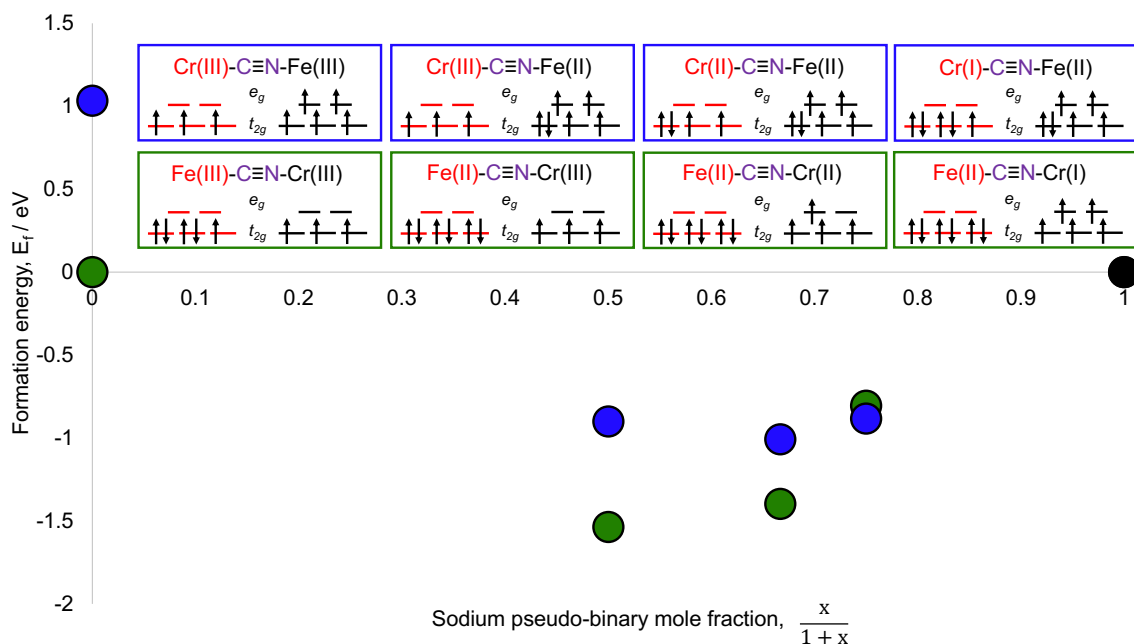 1.5
Cr(III)-C≡N-Fe(III)
Cr(III)-C≡N-Fe(II)
Cr(II)-C≡N-Fe(II)
Cr(I)-C≡N-Fe(II)
eg
eg
eg
eg
t2g
t2g
t2g
t2g
1
Fe(III)-C≡N-Cr(III)
Fe(II)-C≡N-Cr(III)
Fe(II)-C≡N-Cr(II)
Fe(II)-C≡N-Cr(I)
eg
eg
eg
eg
t2g
t2g
t2g
t2g
0.5
0
0 0.1 0.2 0.3 0.4 0.5 0.6 0.7 0.8 0.9 1
-0.5
-1
-1.5
-2
Formation energy, Ef / eV
Sodium pseudo-binary mole fraction, x
1 + x